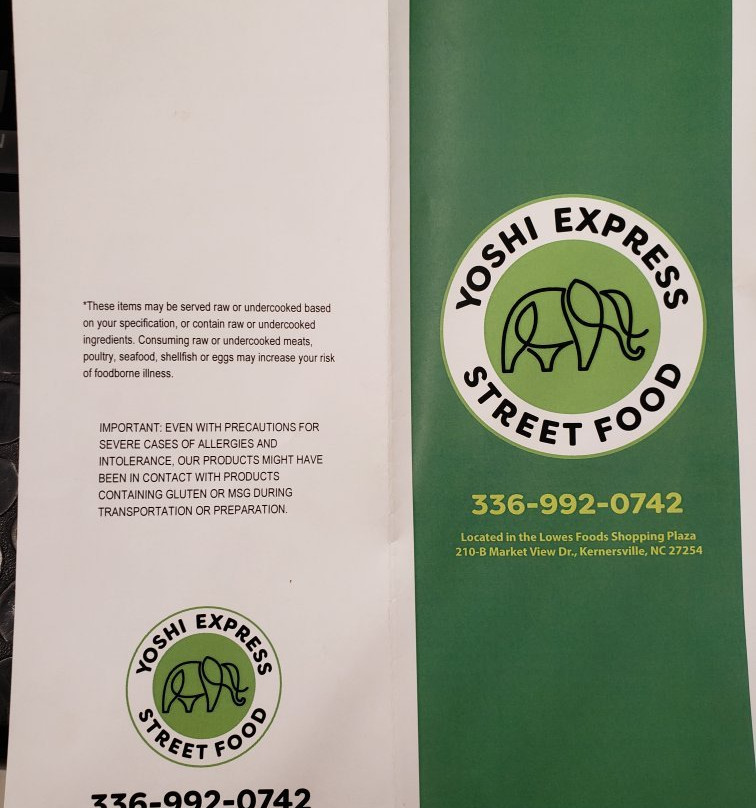 *These items may be served raw or undercooked based
on your specification, or contain raw or undercooked
ingredients. Consuming raw or undercooked meats,
poultry, seafood, shellfish or eggs may increase your risk
of foodborne illness.
IMPORTANT: EVEN WITH PRECAUTIONS FOR
SEVERE CASES OF ALLERGIES AND
INTOLERANCE, OUR PRODUCTS MIGHT HAVE
BEEN IN CONTACT WITH PRODUCTS
CONTAINING GLUTEN OR MSG DURING
TRANSPORTATION OR PREPARATION.
YOSHI EXPRESS
STREET FOOD
336-992-0742
YOSHI EXPRESS
STREET FOOD
336-992-0742
Located in the Lowes Foods Shopping Plaza
210-B Market View Dr., Kernersville, NC 27254